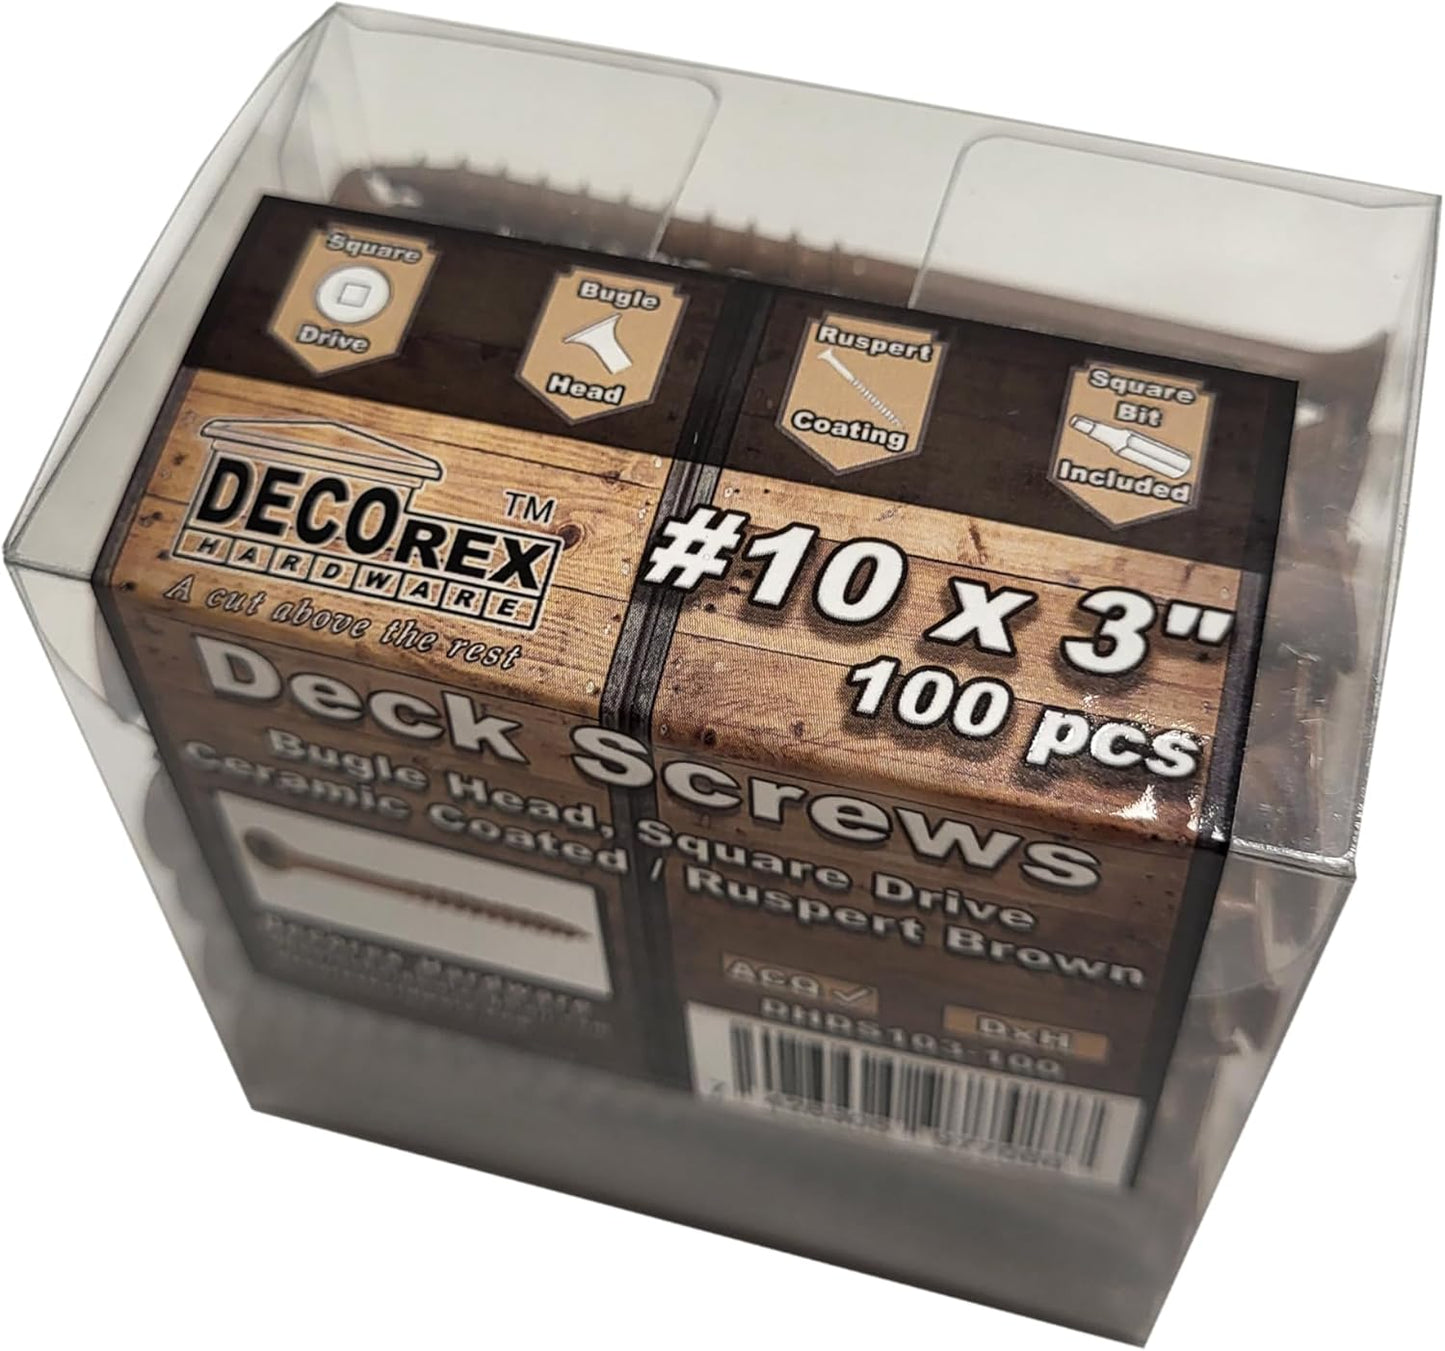 Square
Drive
Bugle
Head
Ruspert
Coating
Square
Bit
Included
DECOREX
TM
HARDWARE
A cut above the rest
#10 x 3"
100 pcs
Deck Screws
Bugle Head, Square Drive
Ceramic Coated / Ruspert Brown
ACQ
DxH